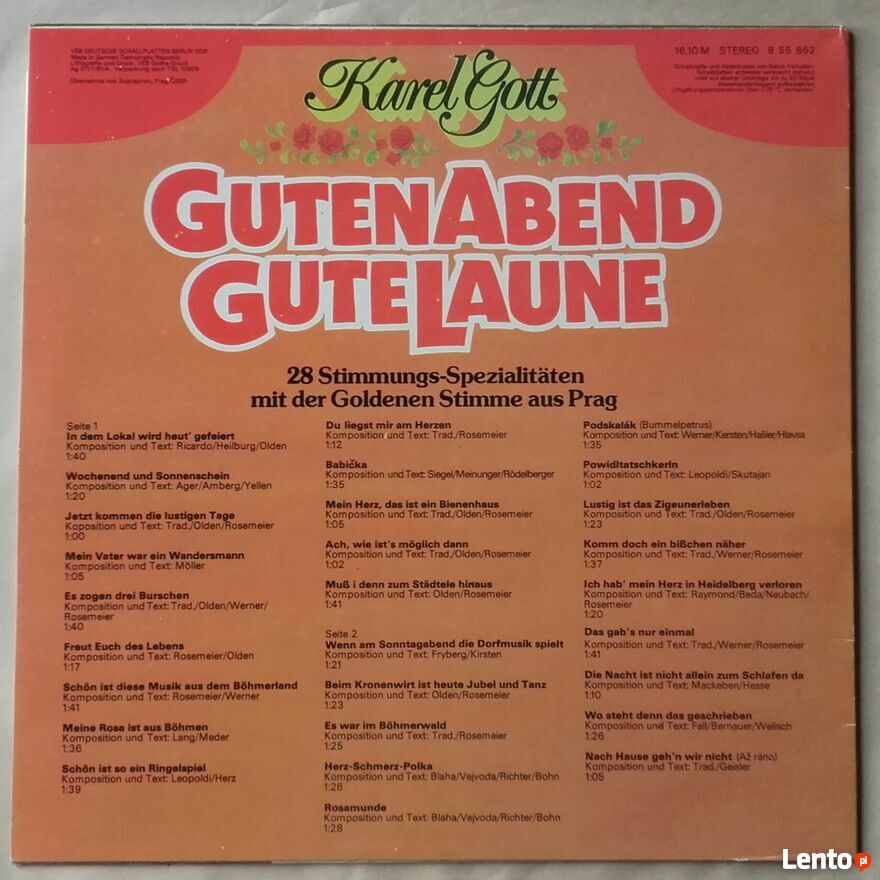 VEB DEUTSCHE SCHALLPLATTEN BERLIN DDR
Made in German Democratic Republic
Lithografie und Druck: VEB Gotha-Druck
Ag 511/ Verpackung nach TGL 10609
Übernahme von Supraphon, Prag
16,10 M STEREO 8 55 862
Karel Gott
GUTEN ABEND
GUTE LAUNE
28 Stimmungs-Spezialitäten
mit der Goldenen Stimme aus Prag
Seite 1
In dem Lokal wird heut' gefeiert
Komposition und Text: Ricardo/Heilburg/Olden
1:40
Wochenend und Sonnenschein
Komposition und Text: Ager/Amberg/Yellen
1:20
Jetzt kommen die lustigen Tage
Koposition und Text: Trad./Olden/Rosemeier
1:00
Mein Vater war ein Wandersmann
Komposition und Text: Möller
1:05
Es zogen drei Burschen
Komposition und Text: Trad./Olden/Werner/
Rosemeier
1:40
Freut Euch des Lebens
Komposition und Text: Rosemeier/Olden
1:17
Schön ist diese Musik aus dem Böhmerland
Komposition und Text: Rosemeier/Werner
1:41
Meine Rosa ist aus Böhmen
Komposition und Text: Lang/Meder
1:36
Schön ist so ein Ringelspiel
Komposition und Text: Leopoldi/Herz
1:39
Du liegst mir am Herzen
Komposition und Text: Trad./Rosemeier
1:12
Babička
Komposition und Text: Siegel/Meinunger/Rödelberger
1:35
Mein Herz, das ist ein Bienenhaus
Komposition und Text: Trad./Olden/Rosemeier
1:05
Ach, wie ist's möglich dann
Komposition und Text: Trad./Olden/Rosemeier
1:02
Muß i denn zum Städtele hinaus
Komposition und Text: Olden/Rosemeier
1:41
Seite 2
Wenn am Sonntagabend die Dorfmusik spielt
Komposition und Text: Fryberg/Kirsten
1:21
Beim Kronenwirt ist heute Jubel und Tanz
Komposition und Text: Olden/Rosemeier
1:23
Es war im Böhmerwald
Komposition und Text: Trad./Rosemeier
1:25
Herz-Schmerz-Polka
Komposition und Text: Blaha/Vejvoda/Richter/Bohn
1:26
Rosamunde
Komposition und Text: Blaha/Vejvoda/Richter/Bohn
1:28
Podskalák (Bummelpetrus)
Komposition und Text: Werner/Kersten/Hašler/Hlavsa
1:35
Powidltatschkerln
Komposition und Text: Leopoldi/Skutajan
1:02
Lustig ist das Zigeunerleben
Komposition und Text: Trad./Olden/Rosemeier
1:23
Komm doch ein bißchen näher
Komposition und Text: Trad./Werner/Rosemeier
1:37
Ich hab' mein Herz in Heidelberg verloren
Komposition und Text: Raymond/Beda/Neubach/
Rosemeier
1:20
Das gab's nur einmal
Komposition und Text: Trad./Werner/Rosemeier
1:41
Die Nacht ist nicht allein zum Schlafen da
Komposition und Text: Mackeben/Hesse
1:10
Wo steht denn das geschrieben
Komposition und Text: Fall/Bernauer/Welisch
1:26
Nach Hause geh'n wir nicht (Až ráno)
Komposition und Text: Trad./Geisler
1:05
Lento pl